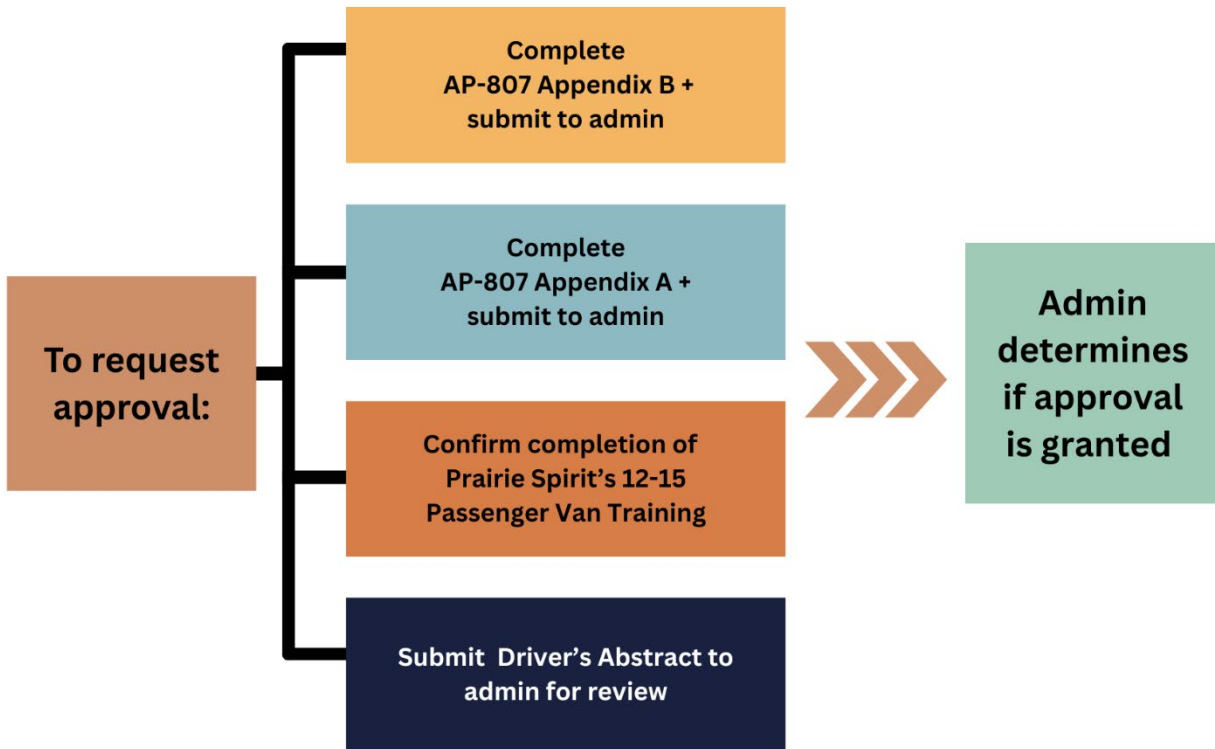 To request
approval:
Complete
AP-807 Appendix B +
submit to admin
Complete
AP-807 Appendix A +
submit to admin
Confirm completion of
Prairie Spirit’s 12-15
Passenger Van Training
Submit Driver’s Abstract to
admin for review
Admin
determines
if approval
is granted